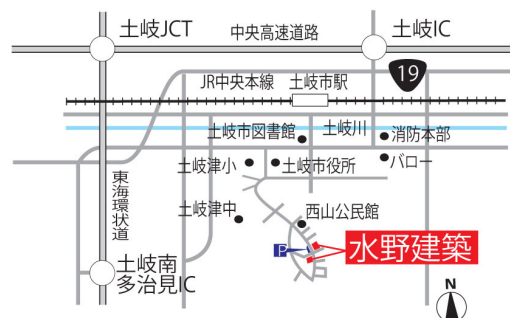 土岐JCT
中央高速道路
土岐IC
19
JR中央本線
土岐市駅
土岐市図書館
土岐川
消防本部
バロー
土岐津小
土岐市役所
東海環状道
土岐津中
西山公民館
P
水野建築
土岐南
多治見IC
N